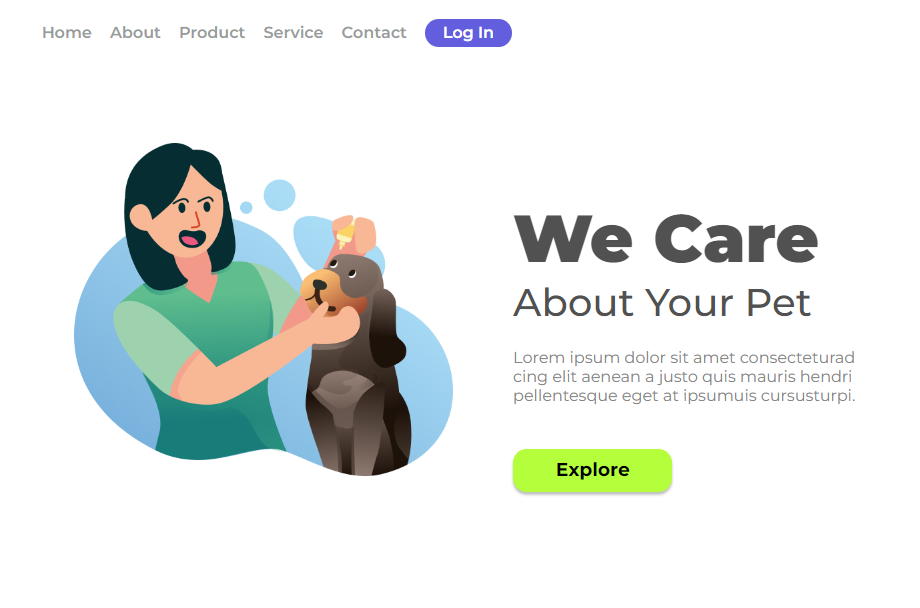 Home About Product Service Contact Log In
We Care
About Your Pet
Lorem ipsum dolor sit amet consecteturad
cing elit aenean a justo quis mauris hendri
pellentesque eget at ipsumuis cursusturpi.
Explore